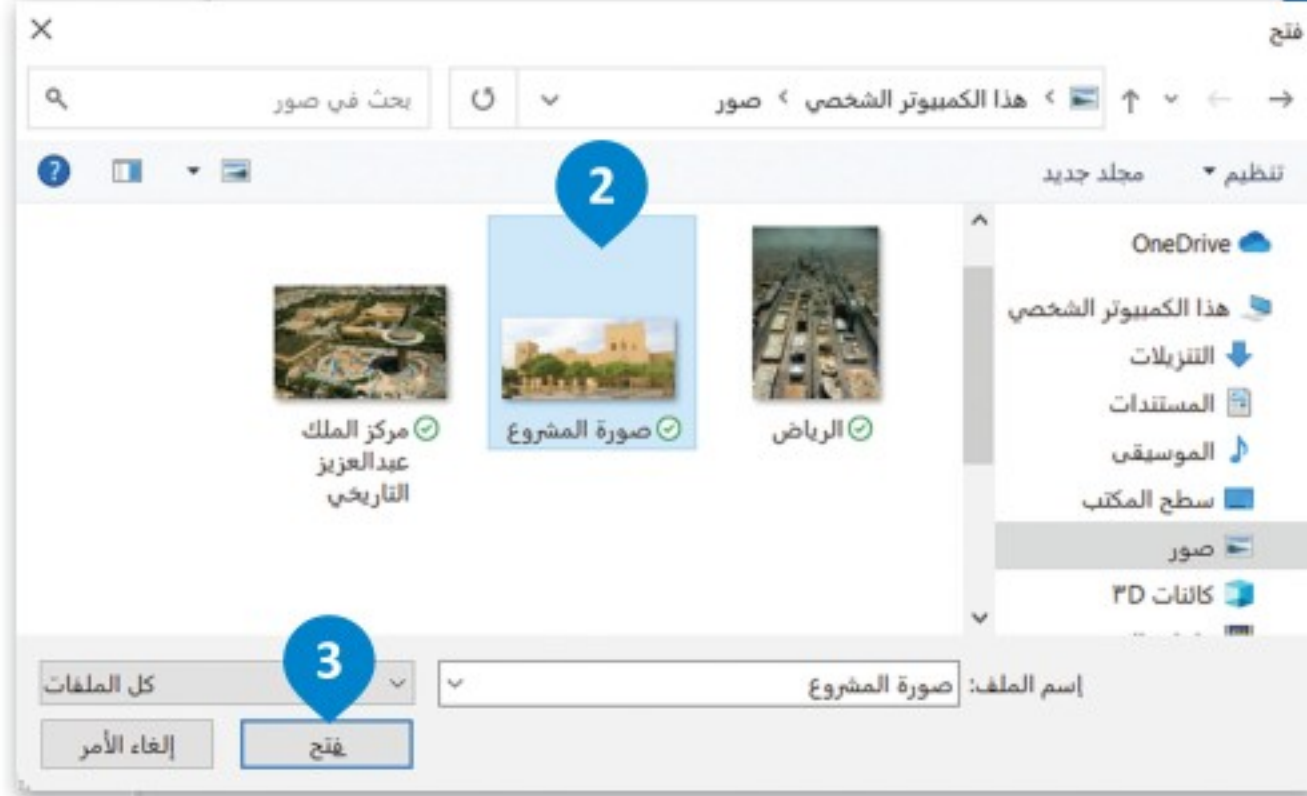 فتح
هذا الكمبيوتر الشخصي > صور
بحث في صور
تنظيم
مجلد جديد
OneDrive
هذا الكمبيوتر الشخصي
التنزيلات
المستندات
الموسيقى
سطح المكتب
صور
كائنات ٣D
2
الرياض
صورة المشروع
مركز الملك
عبدالعزيز
التاريخي
إسم الملف: صورة المشروع
كل الملفات
3
فتح
إلغاء الأمر